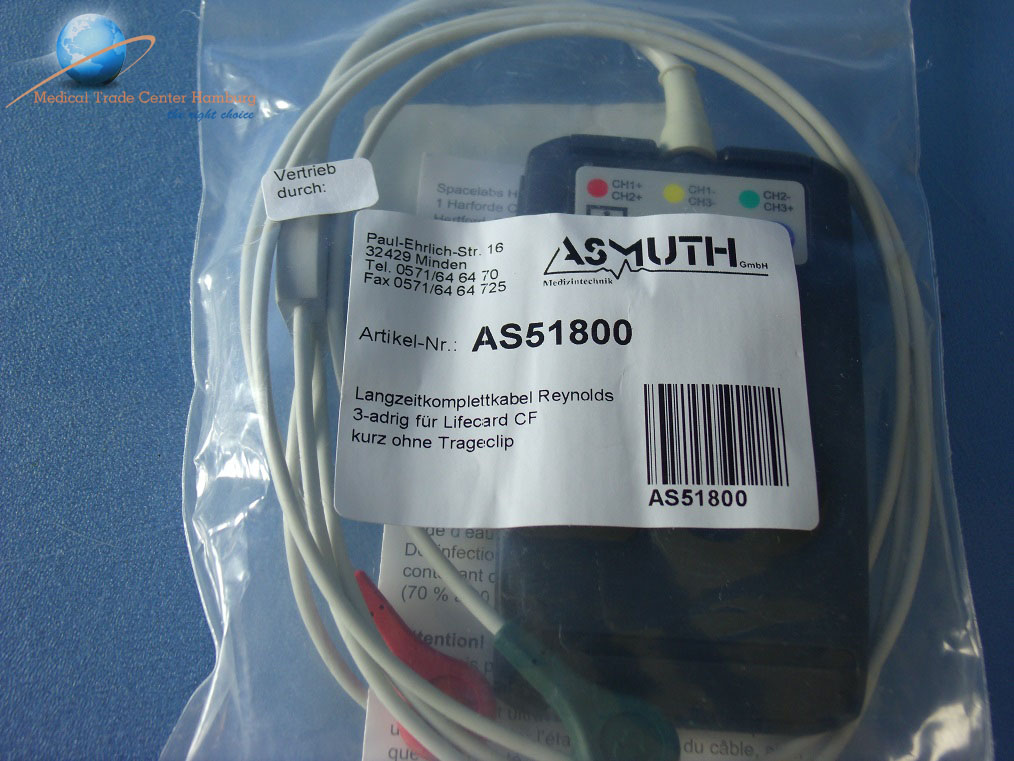 Medical Trade Center Hamburg
the right choice
Vertrieb
durch:
Spacelabs
1 Harforde
CH1+
CH2+
CH1-
CH3-
CH2-
CH3+
Paul-Ehrlich-Str. 16
32429 Minden
Tel. 0571/64 64 70
Fax 0571/64 64 725
ASMUTH GmbH
Medizintechnik
Artikel-Nr.: AS51800
Langzeitkomplettkabel Reynolds
3-adrig für Lifecard CF
kurz ohne Trageclip
AS51800
d'eau
(70 %
du câble,